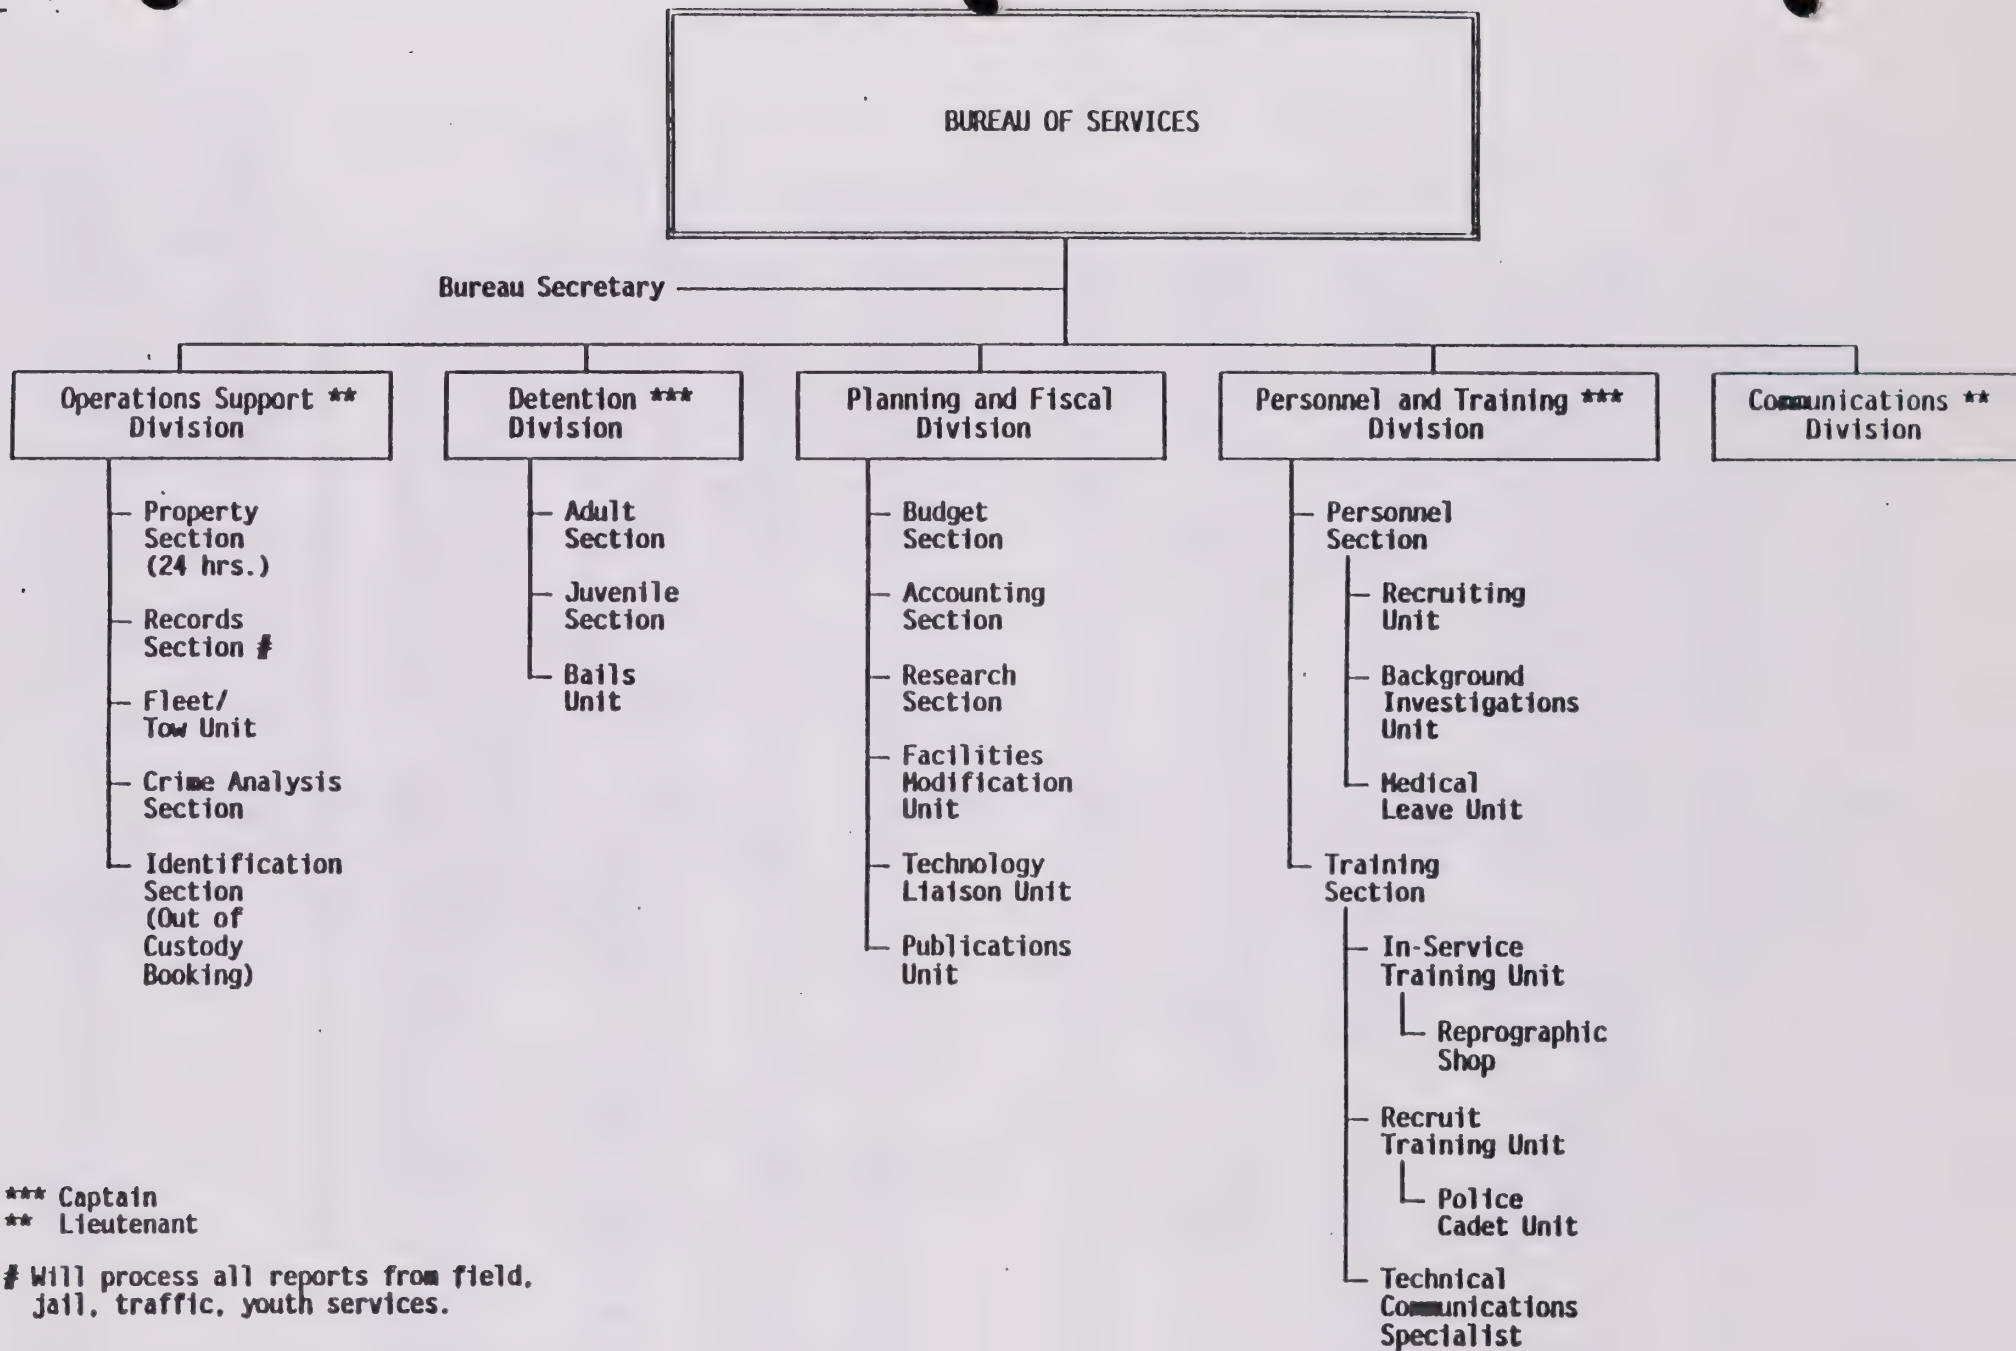 BUREAU OF SERVICES
Bureau Secretary
Operations Support **
Division
Property
Section
(24 hrs.)
Records
Section #
Fleet/
Tow Unit
Crime Analysis
Section
Identification
Section
(Out of
Custody
Booking)
Detention ***
Division
Adult
Section
Juvenile
Section
Bails
Unit
Planning and Fiscal
Division
Budget
Section
Accounting
Section
Research
Section
Facilities
Modification
Unit
Technology
Liaison Unit
Publications
Unit
Personnel and Training ***
Division
Personnel
Section
Recruiting
Unit
Background
Investigations
Unit
Medical
Leave Unit
Training
Section
In-Service
Training Unit
Reprographic
Shop
Recruit
Training Unit
Police
Cadet Unit
Technical
Communications
Specialist
Communications **
Division
*** Captain
** Lieutenant
# Will process all reports from field,
jail, traffic, youth services.